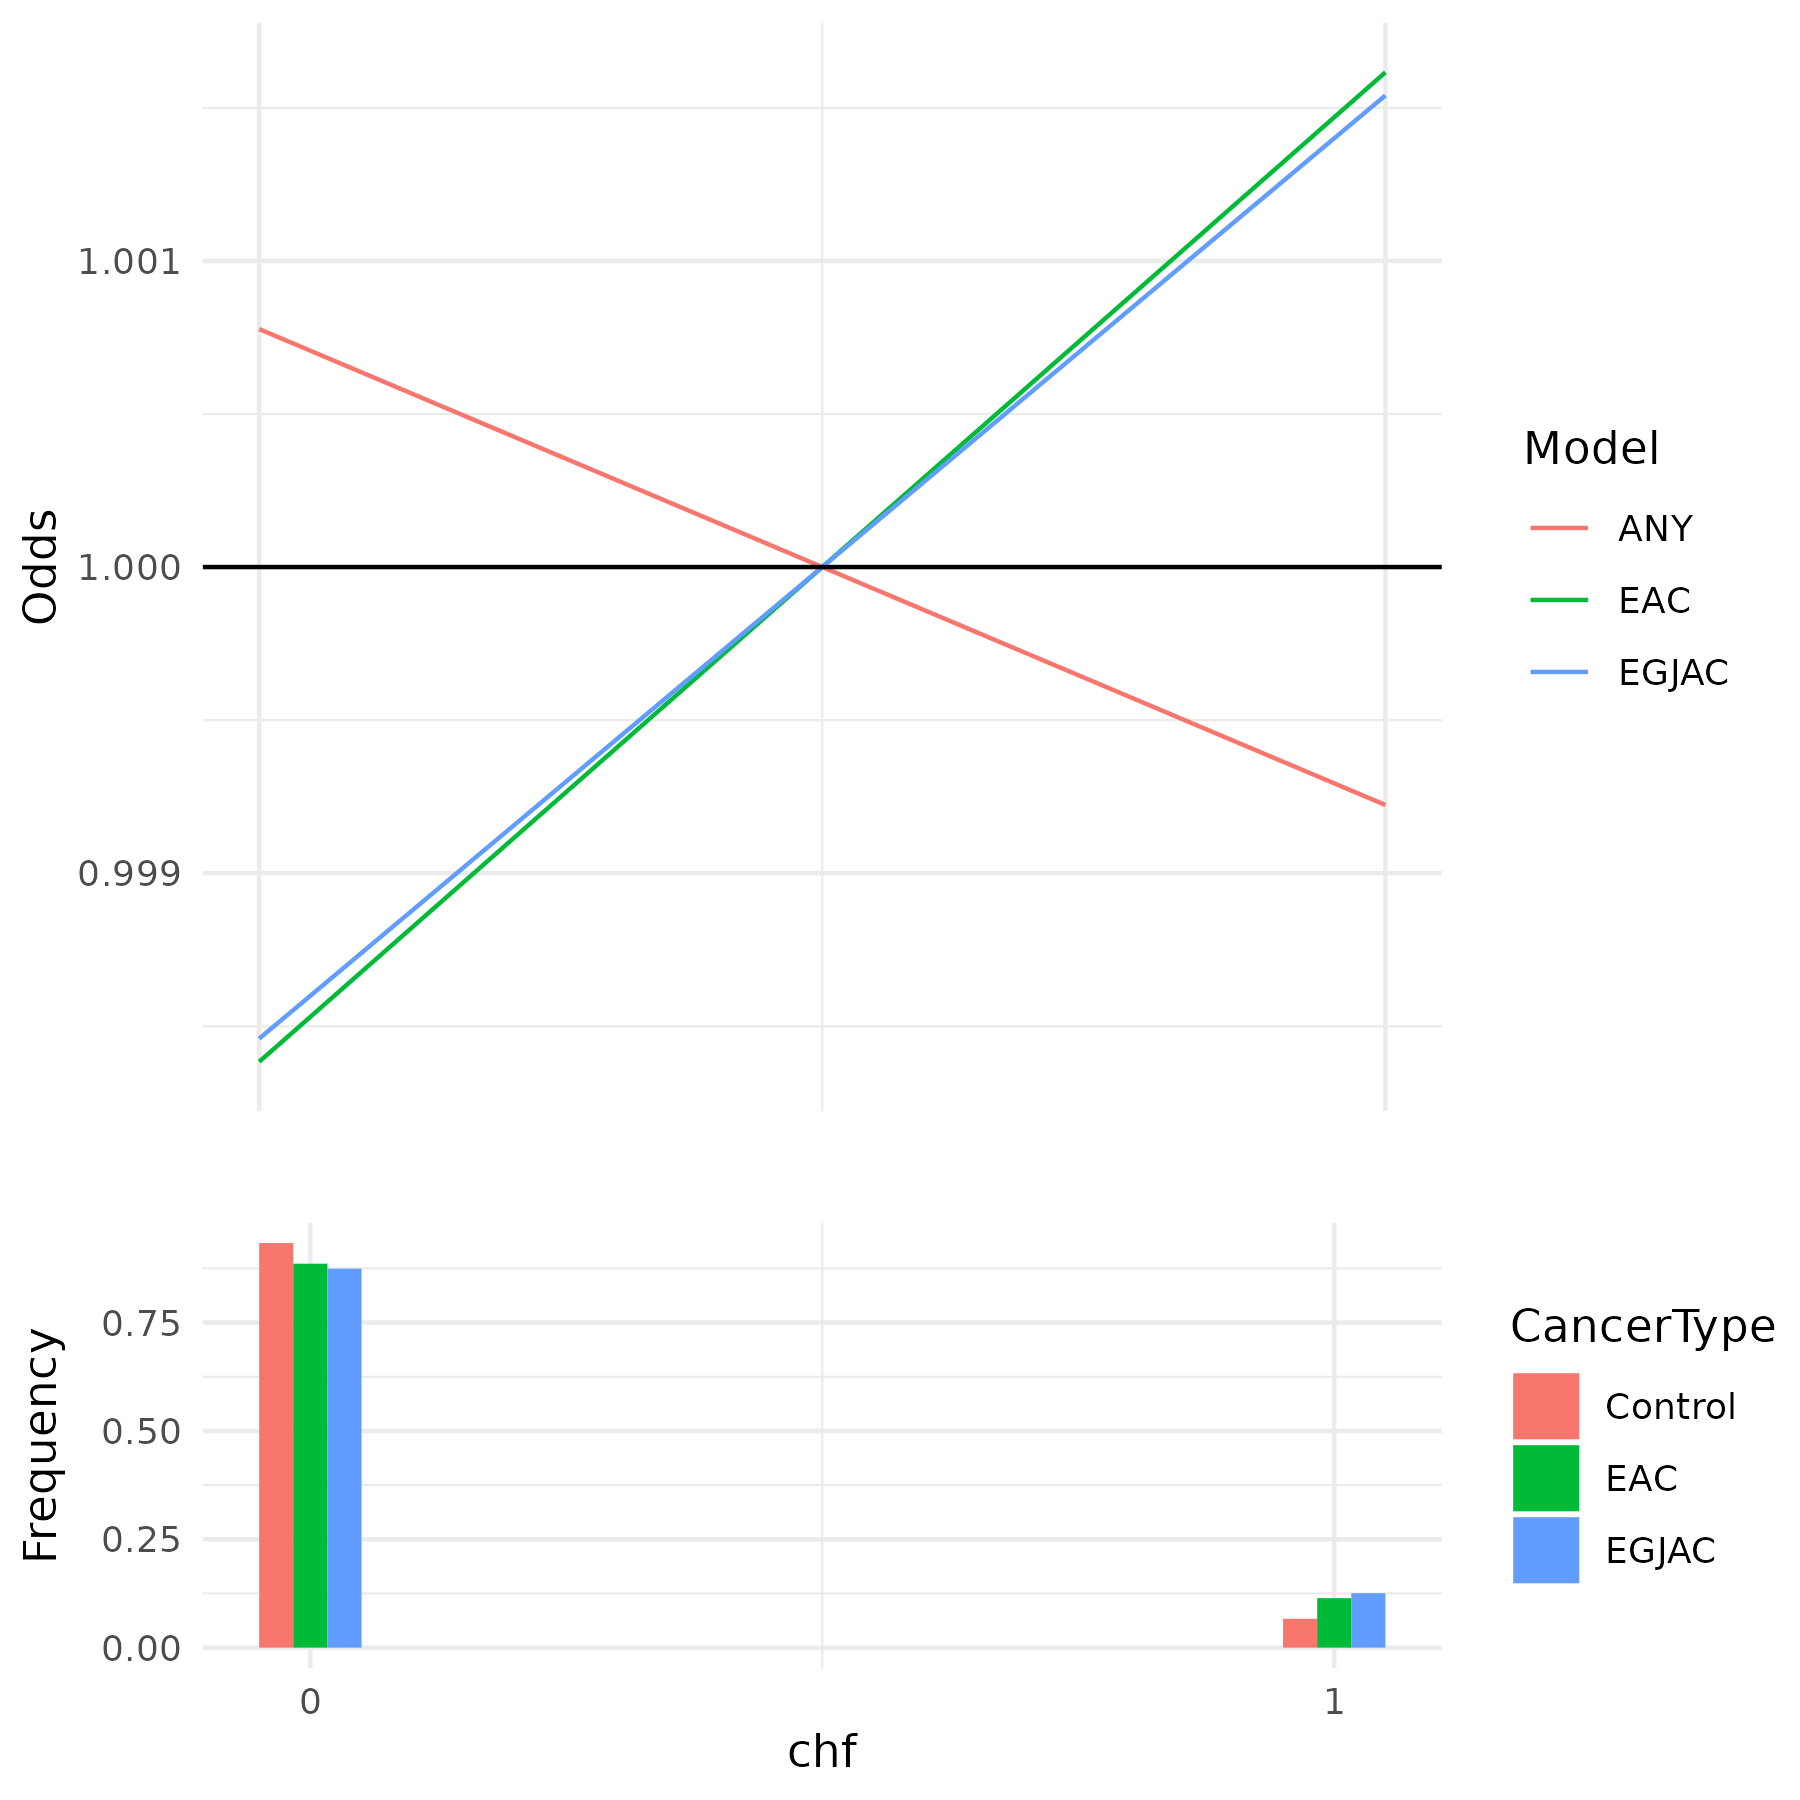 Odds
1.001
1.000
0.999
Model
ANY
EAC
EGJAC
Frequency
0.75
0.50
0.25
0.00
0
1
chf
CancerType
Control
EAC
EGJAC